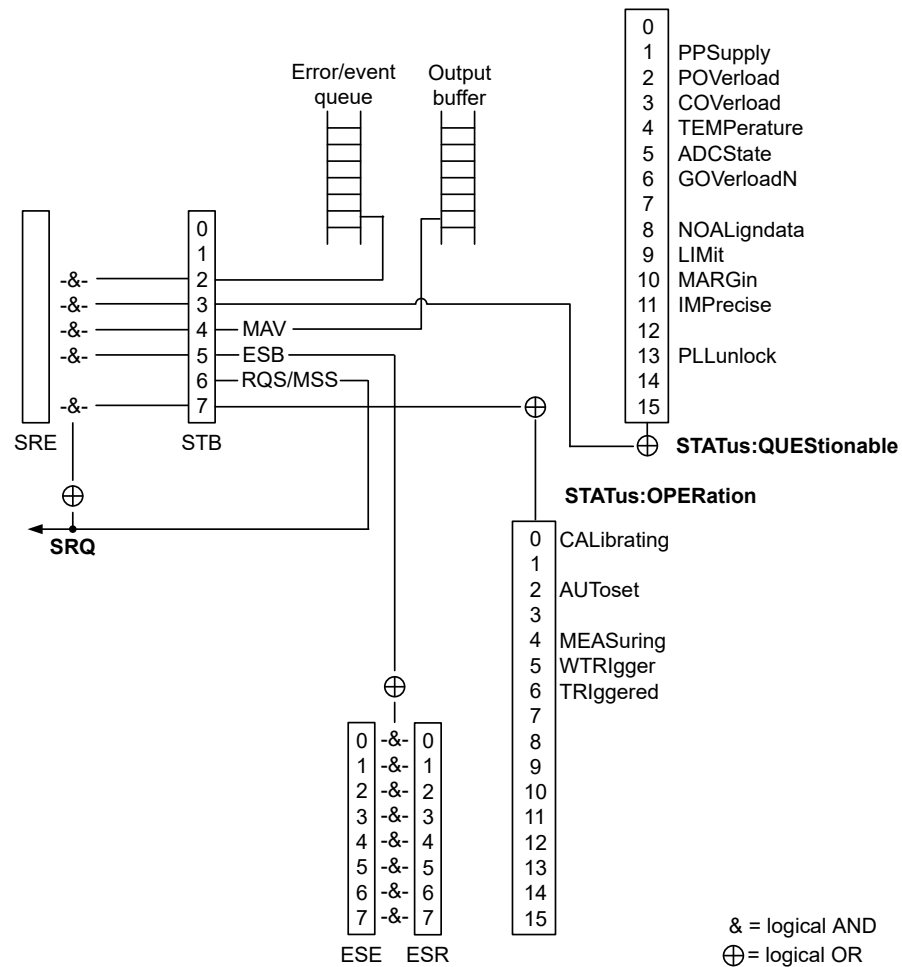 Error/event
queue
Output
buffer
0
1 PPSupply
2 POVerload
3 COVerload
4 TEMPerature
5 ADCState
6 GOVerloadN
7
8 NOALigndata
9 LIMit
10 MARGin
11 IMPrecise
12
13 PLLunlock
14
15
STATus:QUEStionable
0
1
-&- 2
-&- 3
-&- 4 MAV
-&- 5 ESB
6 RQS/MSS
-&- 7
SRE STB
SRQ
STATus:OPERation
0 CALibrating
1
2 AUToset
3
4 MEASuring
5 WTRIgger
6 TRIggered
7
8
9
10
11
12
13
14
15
0 -&- 0
1 -&- 1
2 -&- 2
3 -&- 3
4 -&- 4
5 -&- 5
6 -&- 6
7 -&- 7
ESE ESR
& = logical AND
⊕ = logical OR